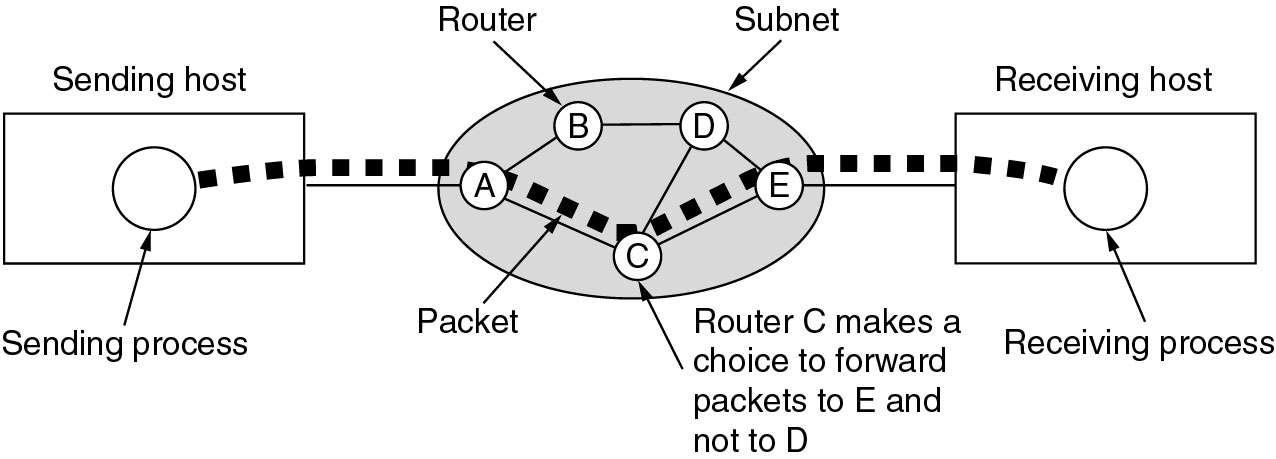 Router
Subnet
Sending host
Receiving host
B
D
A
E
C
Packet
Router C makes a
choice to forward
packets to E and
not to D
Sending process
Receiving process